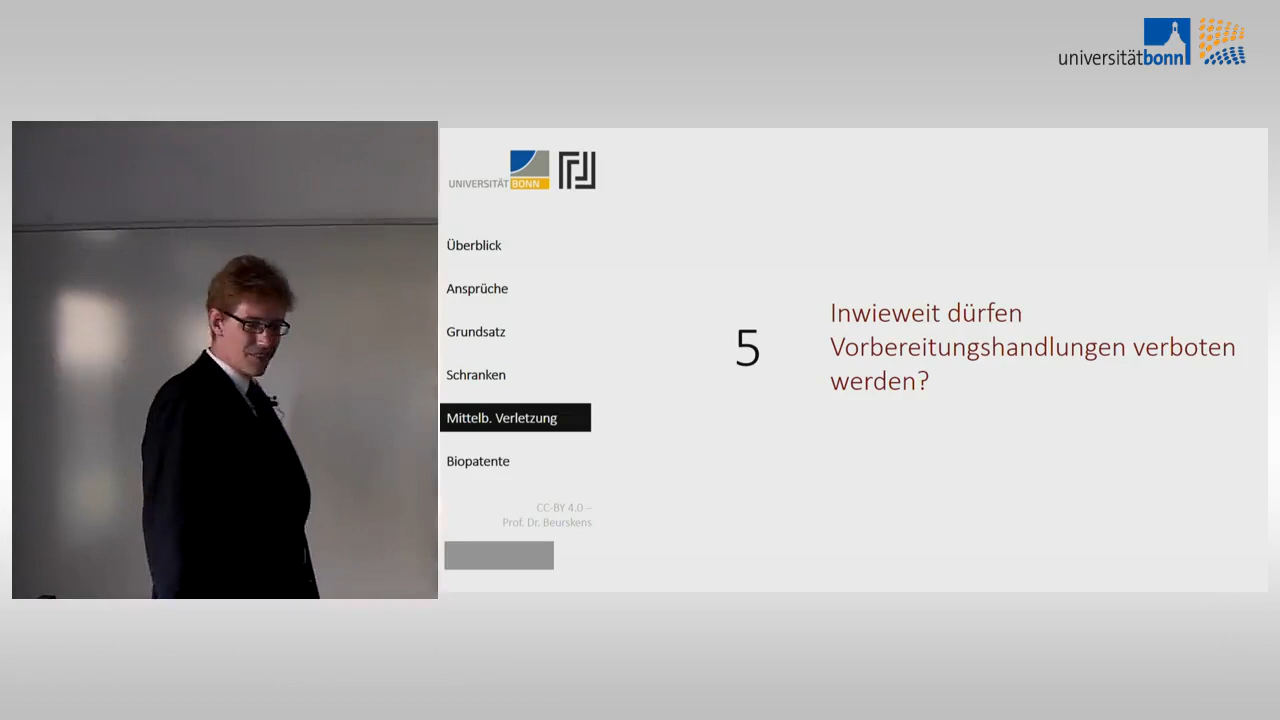 universitätbonn
UNIVERSITÄT BONN
Überblick
Ansprüche
Grundsatz
Schranken
Mittelb. Verletzung
Biopatente
CC-BY 4.0 –
Prof. Dr. Beurskens
5
Inwieweit dürfen
Vorbereitungshandlungen verboten
werden?